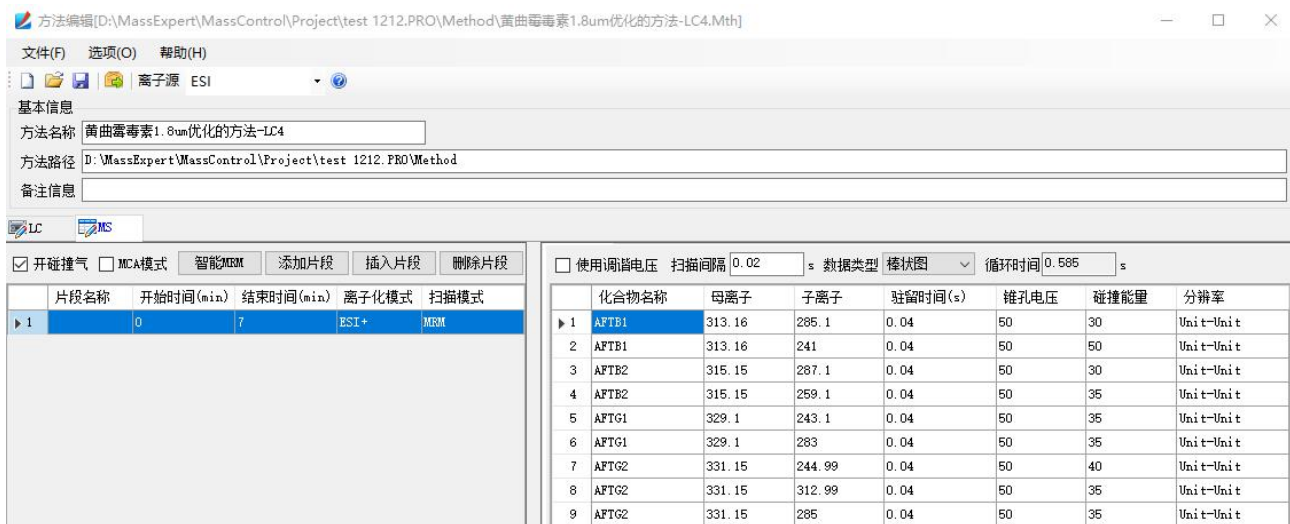 方法编辑[D:\MassExpert\MassControl\Project\test 1212.PRO\Method\黄曲霉毒素1.8um优化的方法-LC4.Mth]
文件(F) 选项(O) 帮助(H)
离子源 ESI
基本信息
方法名称 黄曲霉毒素1.8um优化的方法-LC4
方法路径 D:\MassExpert\MassControl\Project\test 1212.PRO\Method
备注信息
LC MS
开碰撞气 MCA模式 智能MRM 添加片段 插入片段 删除片段 使用调谐电压 扫描间隔 0.02 s 数据类型 棒状图 循环时间 0.585 s
片段名称 开始时间(min) 结束时间(min) 离子化模式 扫描模式
1 0 7 ESI+ MRM
化合物名称 母离子 子离子 驻留时间(s) 锥孔电压 碰撞能量 分辨率
1 AFTB1 313.16 285.1 0.04 50 30 Unit-Unit
2 AFTB1 313.16 241 0.04 50 50 Unit-Unit
3 AFTB2 315.15 287.1 0.04 50 30 Unit-Unit
4 AFTB2 315.15 259.1 0.04 50 35 Unit-Unit
5 AFTG1 329.1 243.1 0.04 50 35 Unit-Unit
6 AFTG1 329.1 283 0.04 50 35 Unit-Unit
7 AFTG2 331.15 244.99 0.04 50 40 Unit-Unit
8 AFTG2 331.15 312.99 0.04 50 35 Unit-Unit
9 AFTG2 331.15 285 0.04 50 35 Unit-Unit